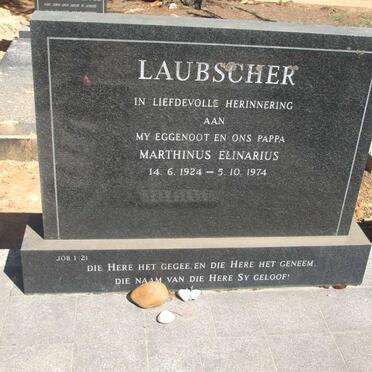 LAUBSCHER
IN LIEFDEVOLLE HERINNERING
AAN
MY EGGENOOT EN ONS PAPPA
MARTHINUS ELINARIUS
14. 6. 1924 — 5. 10. 1974
JOB 1:21
DIE HERE HET GEGEE, EN DIE HERE HET GENEEM.
DIE NAAM VAN DIE HERE SY GELOOF!